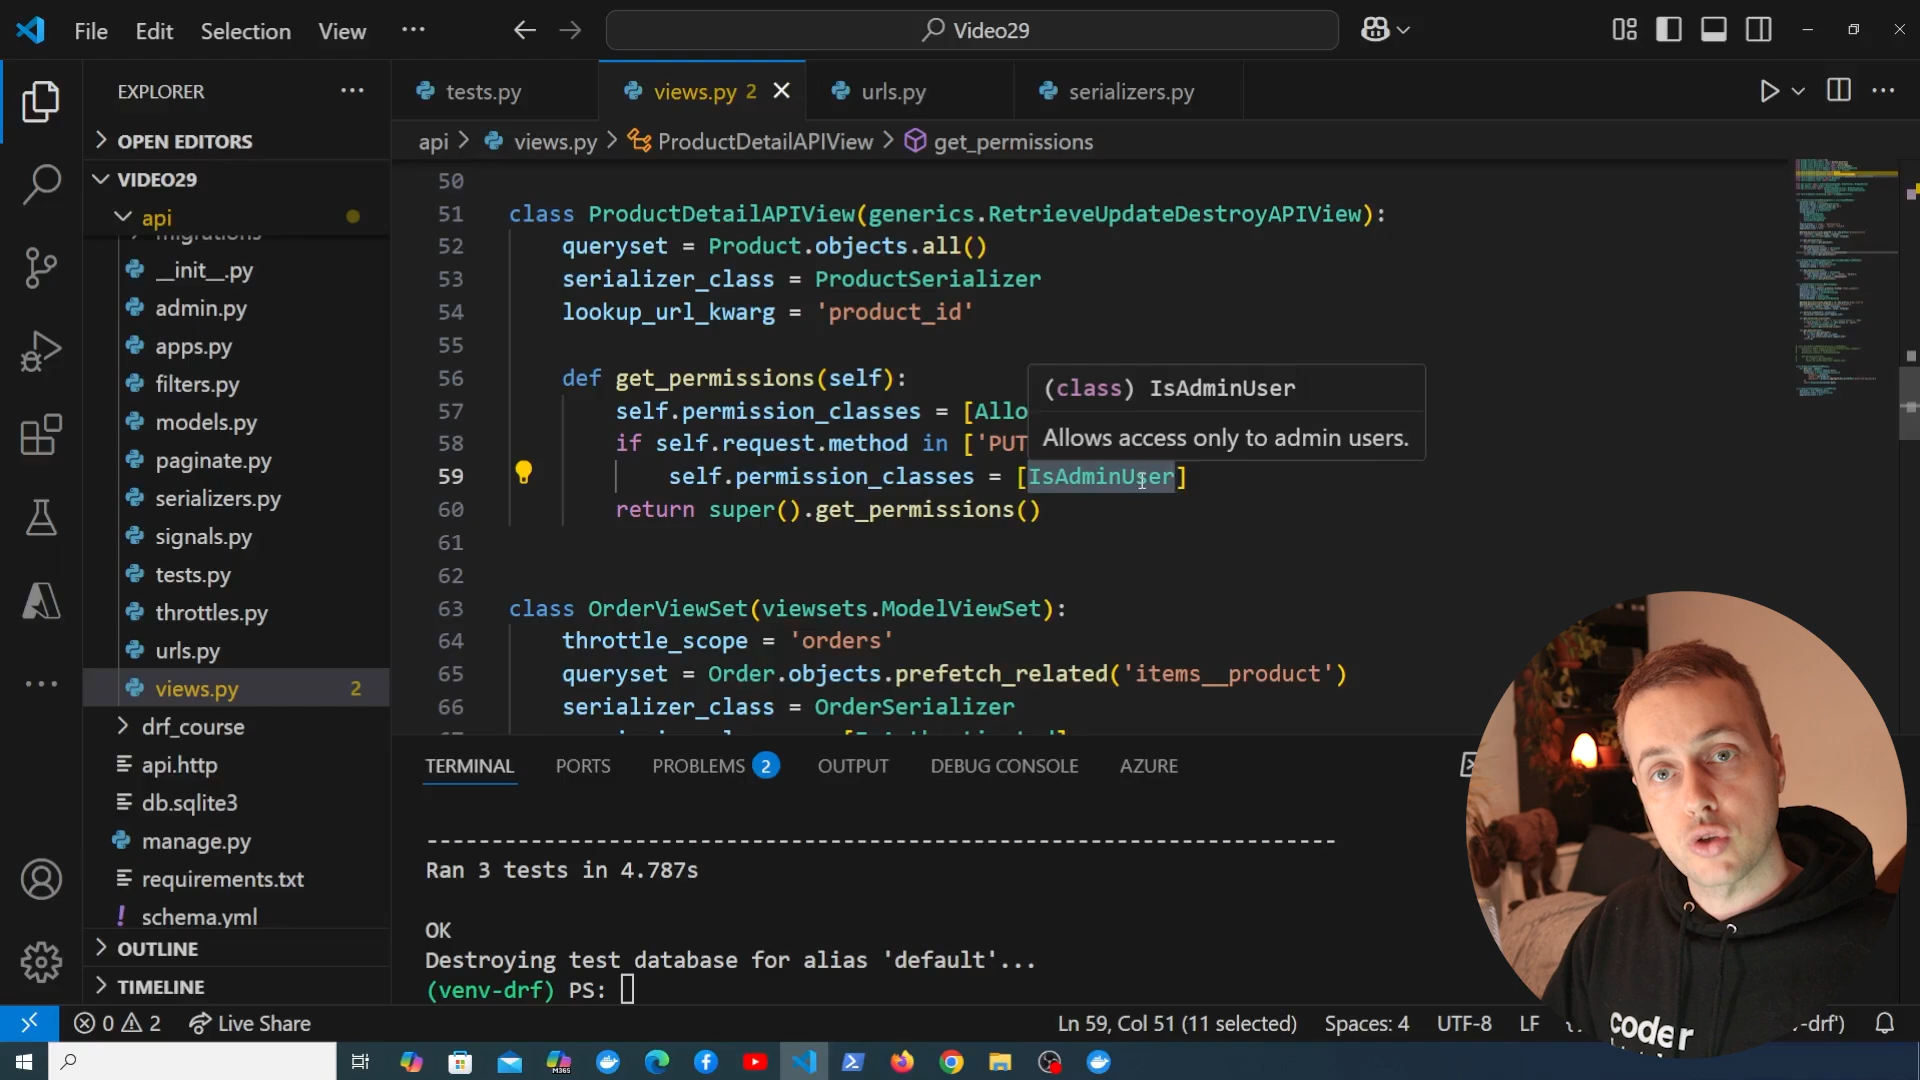 File Edit Selection View ...
Video29
EXPLORER
OPEN EDITORS
VIDEO29
api
migrations
__init__.py
admin.py
apps.py
filters.py
models.py
paginate.py
serializers.py
signals.py
tests.py
throttles.py
urls.py
views.py 2
drf_course
api.http
db.sqlite3
manage.py
requirements.txt
schema.yml
OUTLINE
TIMELINE
tests.py
views.py 2
urls.py
serializers.py
api > views.py > ProductDetailAPIView > get_permissions
50
51 class ProductDetailAPIView(generics.RetrieveUpdateDestroyAPIView):
52 queryset = Product.objects.all()
53 serializer_class = ProductSerializer
54 lookup_url_kwarg = 'product_id'
55
56 def get_permissions(self):
57 self.permission_classes = [Allo
58 if self.request.method in ['PUT
59 self.permission_classes = [IsAdminUser]
60 return super().get_permissions()
61
62
63 class OrderViewSet(viewsets.ModelViewSet):
64 throttle_scope = 'orders'
65 queryset = Order.objects.prefetch_related('items__product')
66 serializer_class = OrderSerializer
(class) IsAdminUser
Allows access only to admin users.
TERMINAL PORTS PROBLEMS 2 OUTPUT DEBUG CONSOLE AZURE
----------------------------------------------------------------------
Ran 3 tests in 4.787s
OK
Destroying test database for alias 'default'...
(venv-drf) PS:
coder
0 2 Live Share
Ln 59, Col 51 (11 selected) Spaces: 4 UTF-8 LF -drf')
M365